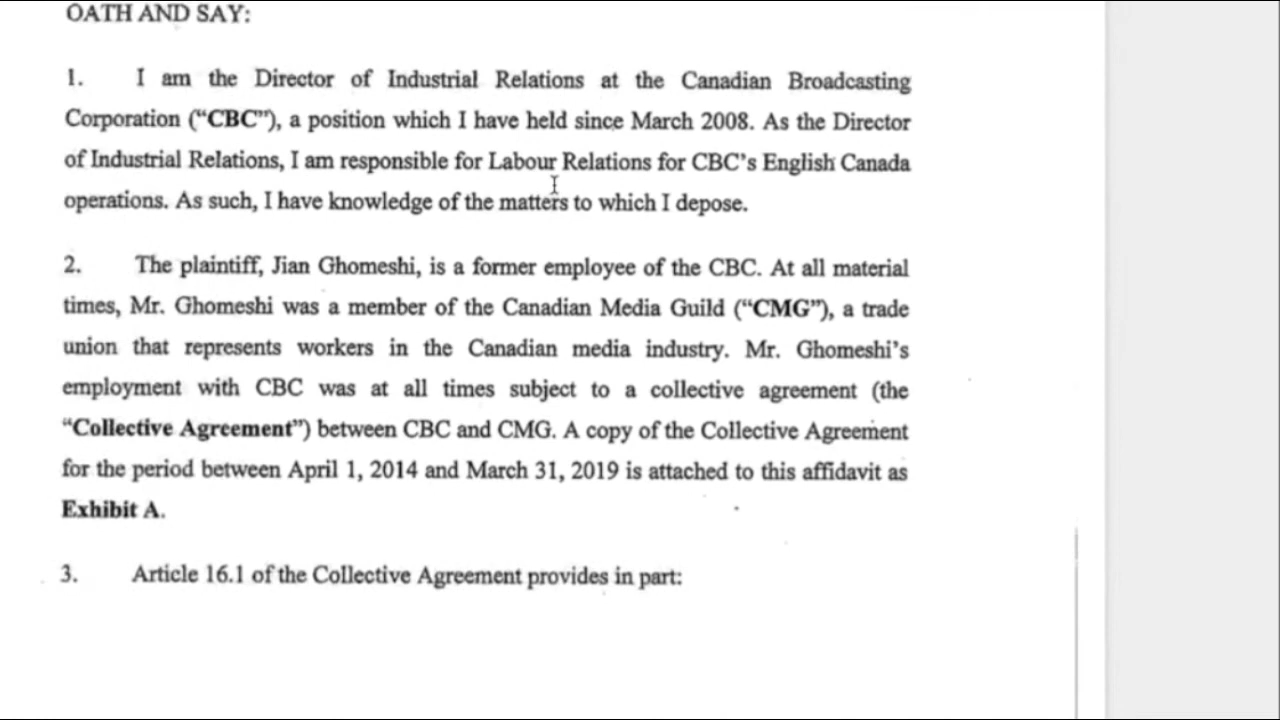 OATH AND SAY:
1. I am the Director of Industrial Relations at the Canadian Broadcasting
Corporation (“CBC”), a position which I have held since March 2008. As the Director
of Industrial Relations, I am responsible for Labour Relations for CBC’s English Canada
operations. As such, I have knowledge of the matters to which I depose.
2. The plaintiff, Jian Ghomeshi, is a former employee of the CBC. At all material
times, Mr. Ghomeshi was a member of the Canadian Media Guild (“CMG”), a trade
union that represents workers in the Canadian media industry. Mr. Ghomeshi’s
employment with CBC was at all times subject to a collective agreement (the
“Collective Agreement”) between CBC and CMG. A copy of the Collective Agreement
for the period between April 1, 2014 and March 31, 2019 is attached to this affidavit as
Exhibit A.
3. Article 16.1 of the Collective Agreement provides in part: